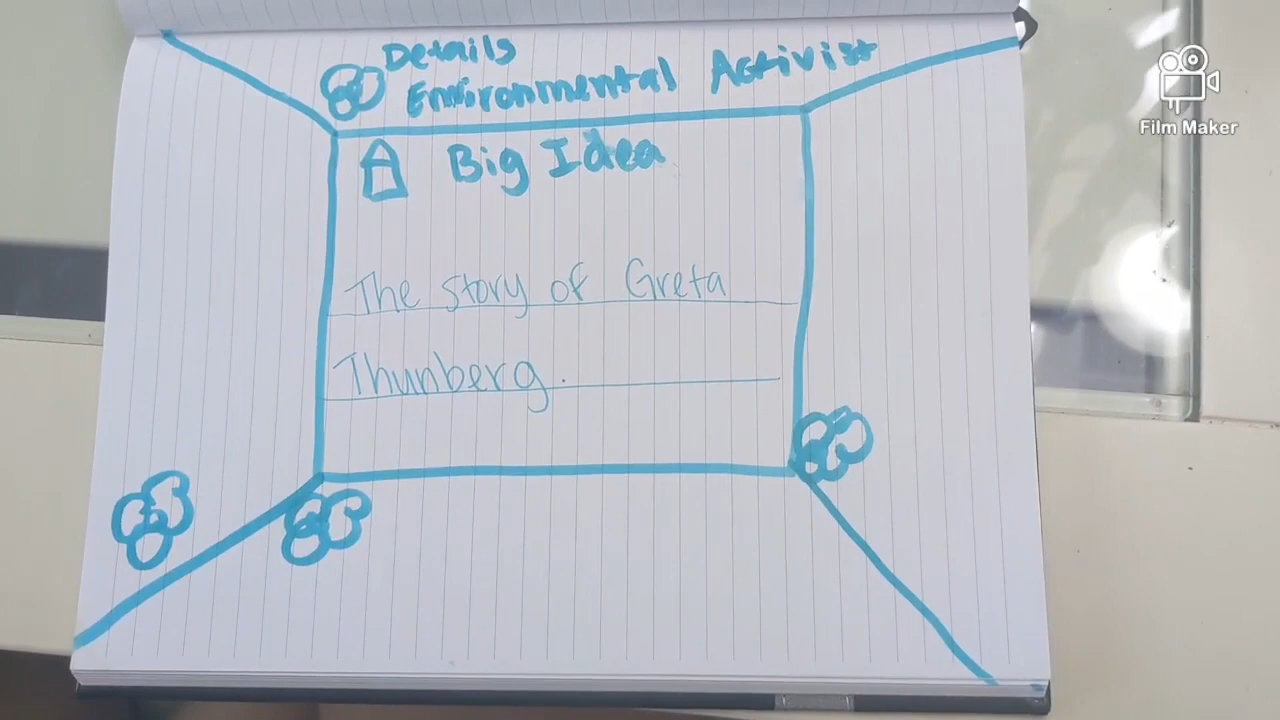 Details
Environmental Activist
Big Idea
The story of Greta
Thunberg.
Film Maker